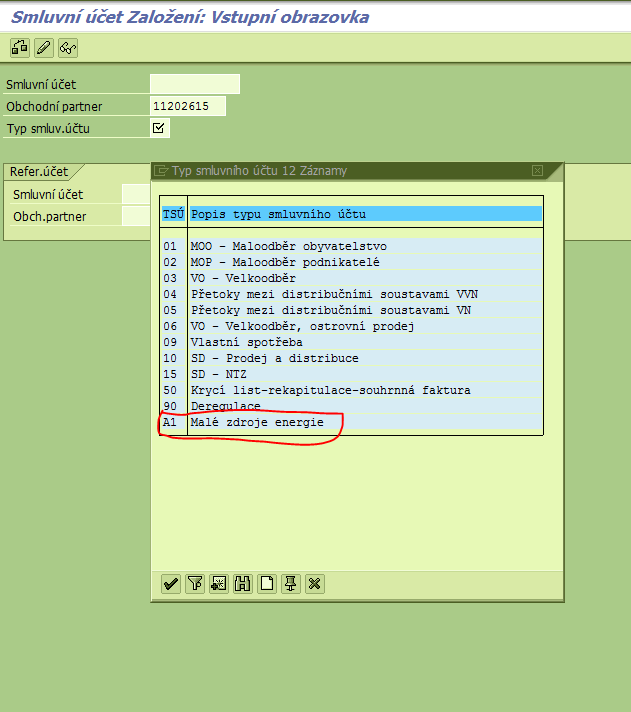 Smluvní účet Založení: Vstupní obrazovka
Smluvní účet
Obchodní partner 11202615
Typ smluv.účtu
Refer.účet
Smluvní účet
Obch.partner
Typ smluvního účtu 12 Záznamy
TSÚ Popis typu smluvního účtu
01 MOO - Maloodběr obyvatelstvo
02 MOP - Maloodběr podnikatelé
03 VO - Velkoodběr
04 Přetoky mezi distribučními soustavami VVN
05 Přetoky mezi distribučními soustavami VN
06 VO - Velkoodběr, ostrovní prodej
09 Vlastní spotřeba
10 SD - Prodej a distribuce
15 SD - NTZ
50 Krycí list-rekapitulace-souhrnná faktura
90 Deregulace
A1 Malé zdroje energie